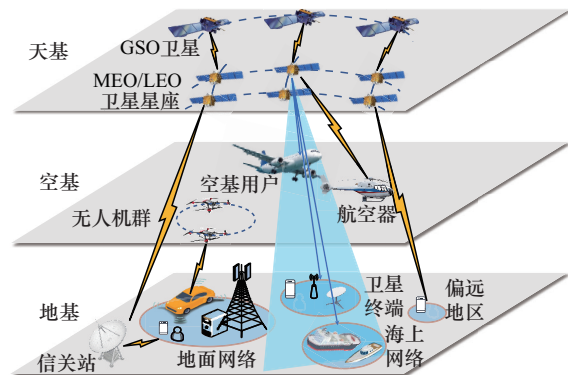 天基
GSO卫星
MEO/LEO
卫星星座
空基
空基用户
无人机群
航空器
地基
卫星
终端
偏远
地区
海上
网络
信关站
地面网络